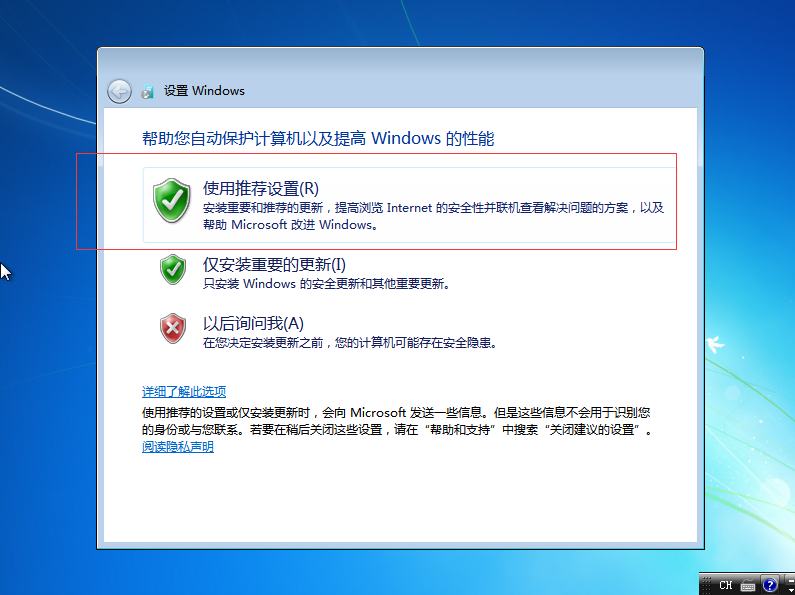 设置 Windows
帮助您自动保护计算机以及提高 Windows 的性能
使用推荐设置(R)
安装重要和推荐的更新，提高浏览 Internet 的安全性并联机查看解决问题的方案，以及
帮助 Microsoft 改进 Windows。
仅安装重要的更新(I)
只安装 Windows 的安全更新和其他重要更新。
以后询问我(A)
在您决定安装更新之前，您的计算机可能存在安全隐患。
详细了解此选项
使用推荐的设置或仅安装更新时，会向 Microsoft 发送一些信息。但是这些信息不会用于识别您
的身份或与您联系。若要在稍后关闭这些设置，请在“帮助和支持”中搜索“关闭建议的设置”。
阅读隐私声明
CH